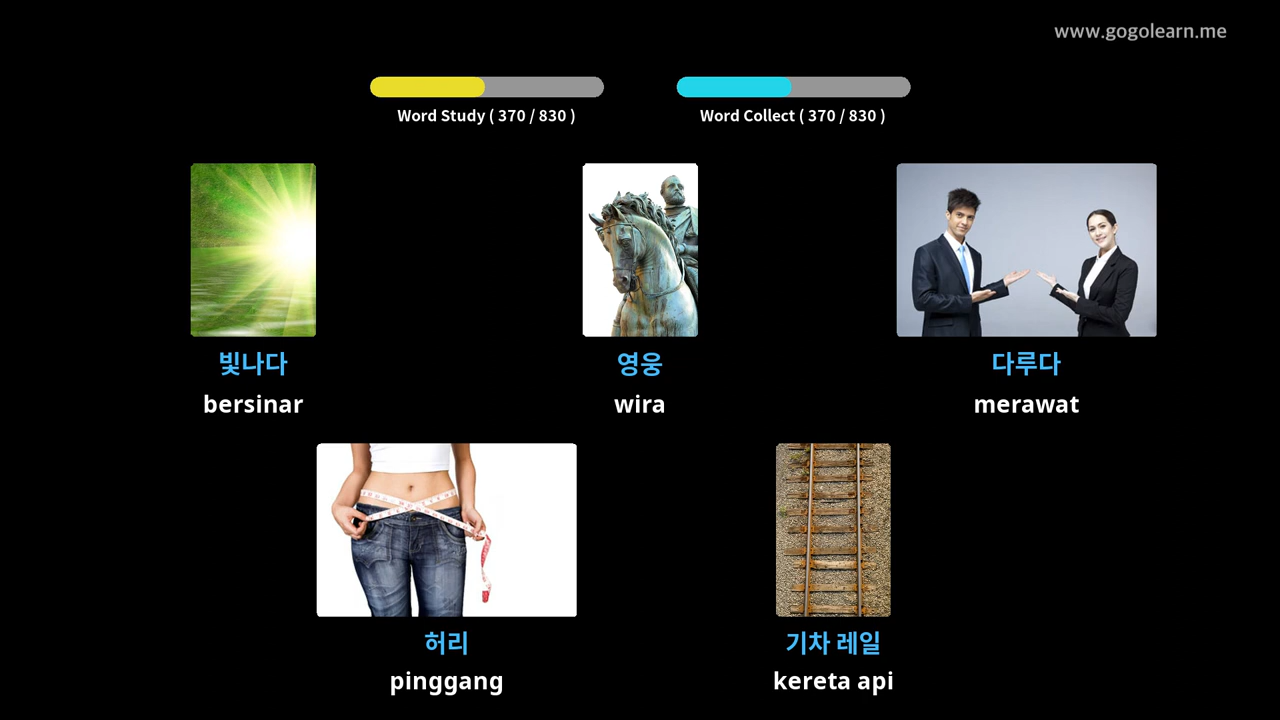 www.gogolearn.me
Word Study ( 370 / 830 )
Word Collect ( 370 / 830 )
빛나다
영웅
다루다
bersinar
wira
merawat
허리
기차 레일
pinggang
kereta api